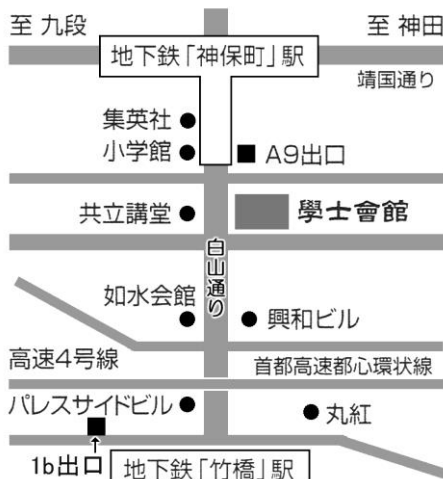 至 九段
至 神田
地下鉄「神保町」駅
靖国通り
集英社
小学館
A9出口
共立講堂
學士會館
白山通り
如水会館
興和ビル
高速4号線
首都高速都心環状線
パレスサイドビル
丸紅
1b出口
地下鉄「竹橋」駅